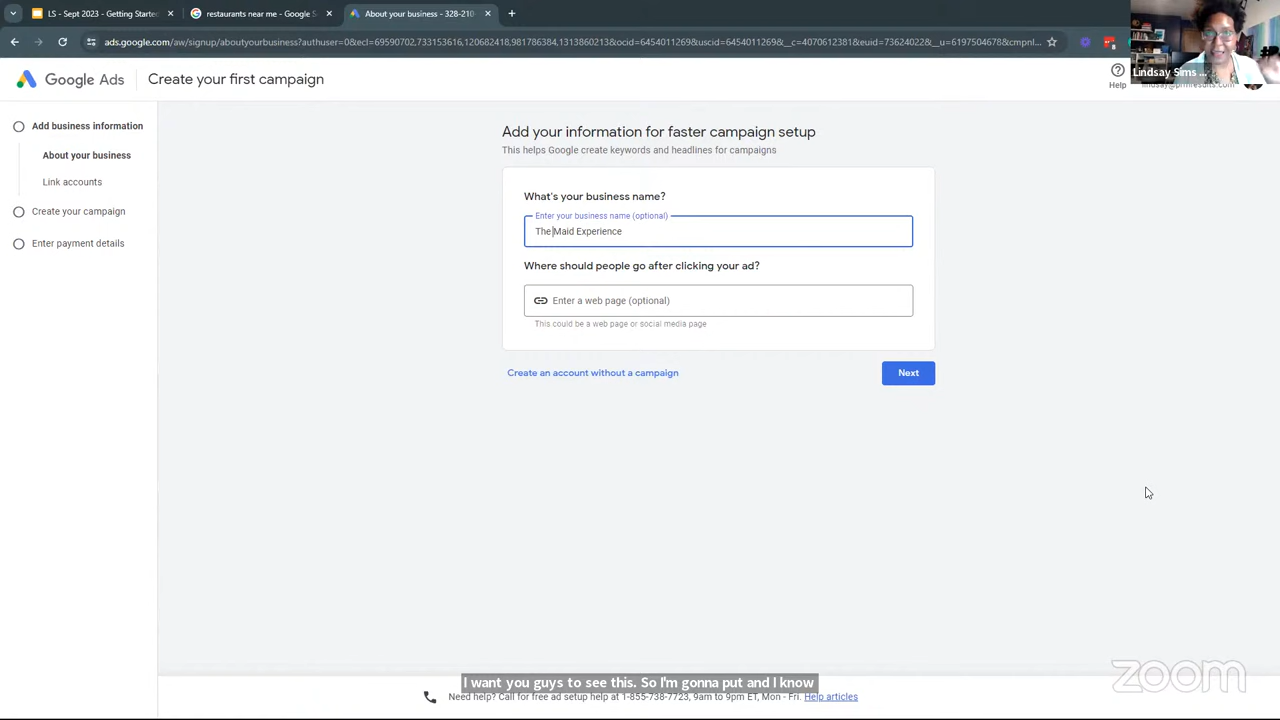 LS - Sept 2023 - Getting Started
restaurants near me - Google S
About your business - 328-210
ads.google.com/aw/signup/aboutyourbusiness?authuser=0&ecl=69590702,733153616,120682418,981786384,1313860213&ocid=6454011269&uscid=6454011269&__c=4070612381&euid=73624022&__u=6197504678&cmpnl...
Google Ads
Create your first campaign
Help
Lindsay Sims ...
lindsay@prmresults.com
Add business information
About your business
Link accounts
Create your campaign
Enter payment details
Add your information for faster campaign setup
This helps Google create keywords and headlines for campaigns
What's your business name?
Enter your business name (optional)
The Maid Experience
Where should people go after clicking your ad?
Enter a web page (optional)
This could be a web page or social media page
Create an account without a campaign
Next
I want you guys to see this. So I'm gonna put and I know
Need help? Call for free ad setup help at 1-855-738-7723, 9am to 9pm ET, Mon - Fri. Help articles
zoom